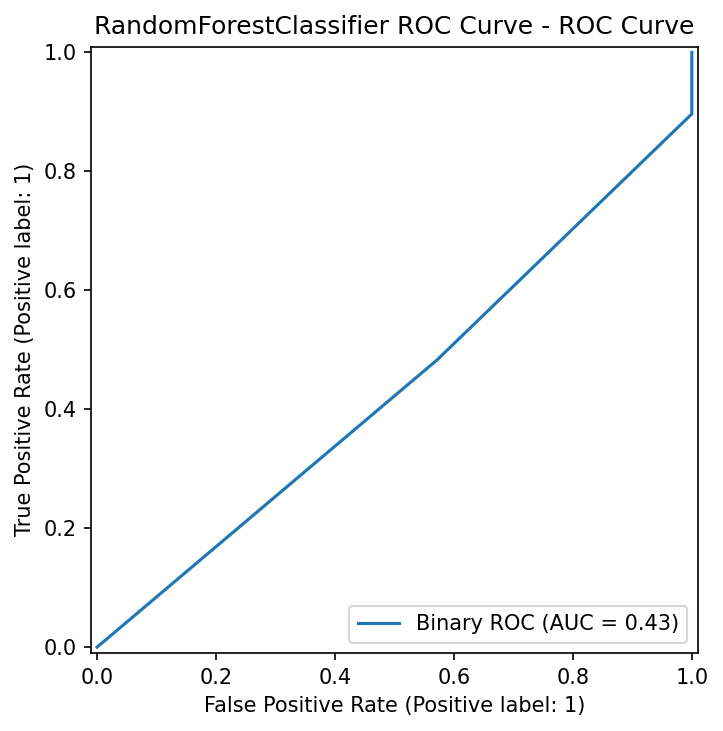 RandomForestClassifier ROC Curve - ROC Curve
True Positive Rate (Positive label: 1)
1.0
0.8
0.6
0.4
0.2
0.0
Binary ROC (AUC = 0.43)
0.0 0.2 0.4 0.6 0.8 1.0
False Positive Rate (Positive label: 1)